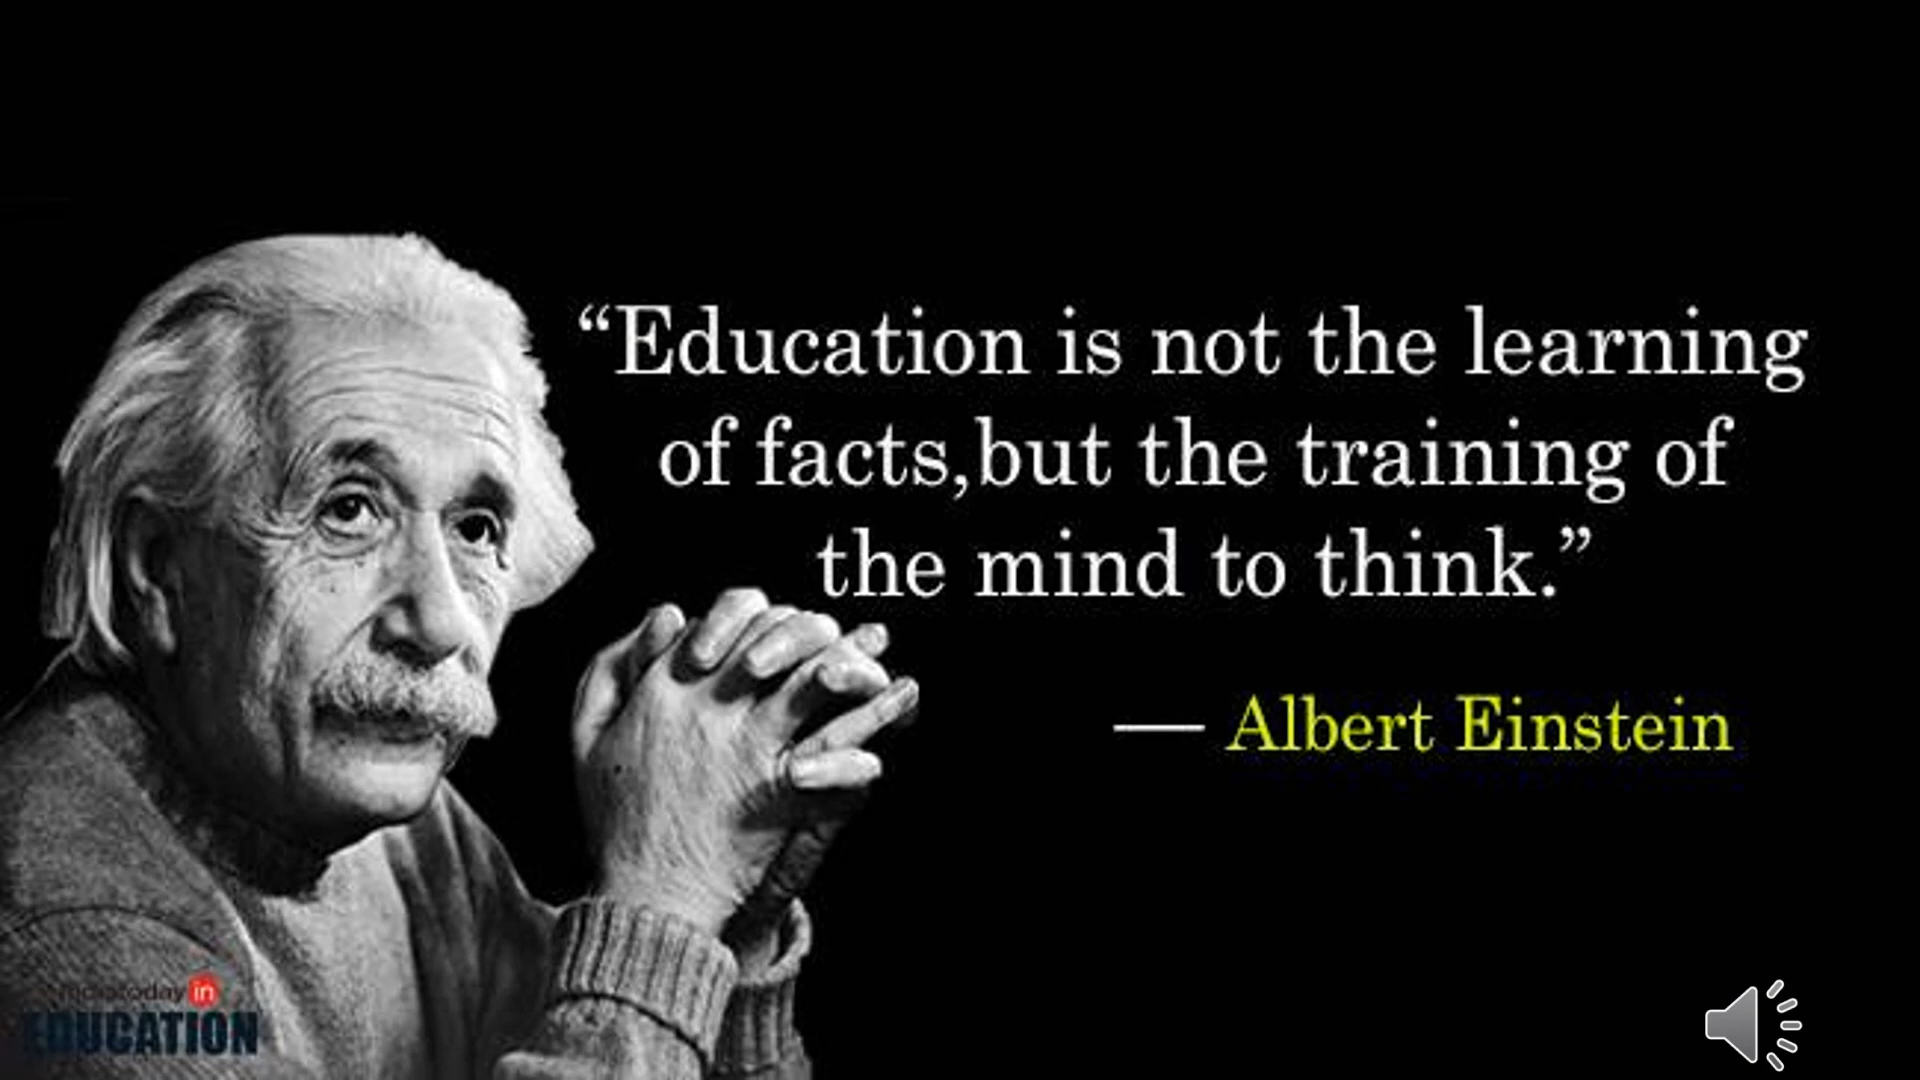 “Education is not the learning
of facts,but the training of
the mind to think.”
— Albert Einstein
indiatoday in
EDUCATION